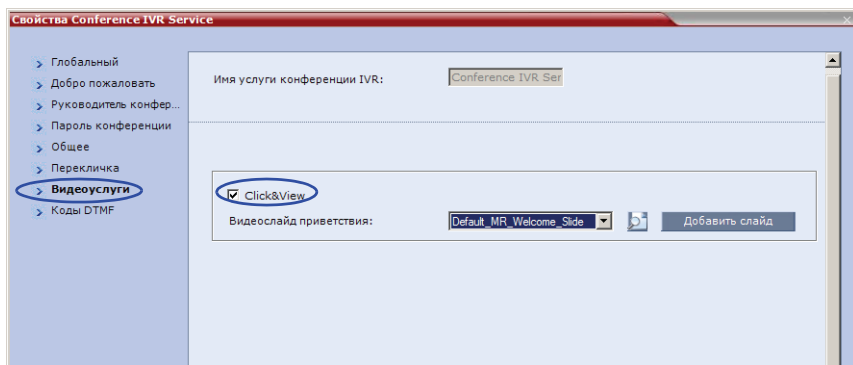 Свойства Conference IVR Service
Глобальный
Добро пожаловать
Руководитель конфер...
Пароль конференции
Общее
Перекличка
Видеоуслуги
Коды DTMF
Имя услуги конференции IVR:
Conference IVR Ser
Click&View
Видеослайд приветствия:
Default_MR_Welcome_Slide
Добавить слайд